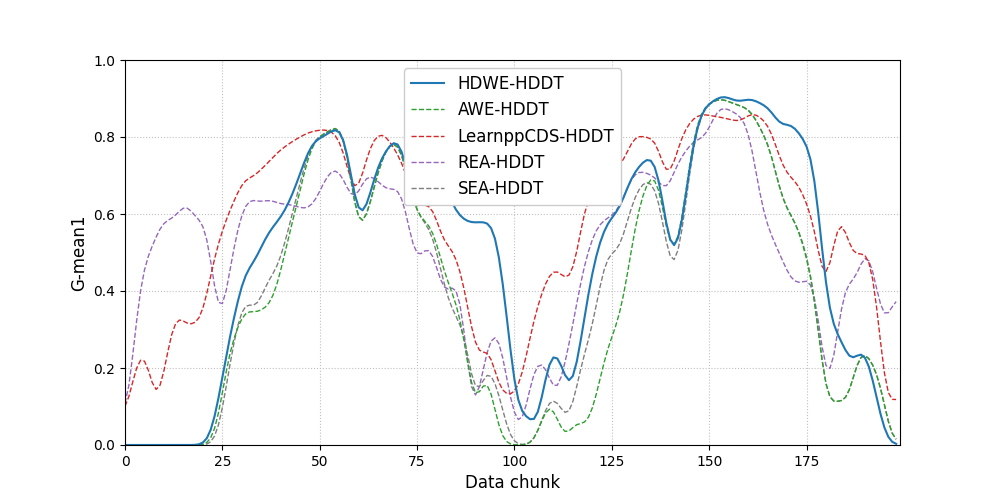 1.0
0.8
0.6
0.4
0.2
0.0
G-mean1
HDWE-HDDT
AWE-HDDT
LearnppCDS-HDDT
REA-HDDT
SEA-HDDT
0 25 50 75 100 125 150 175
Data chunk